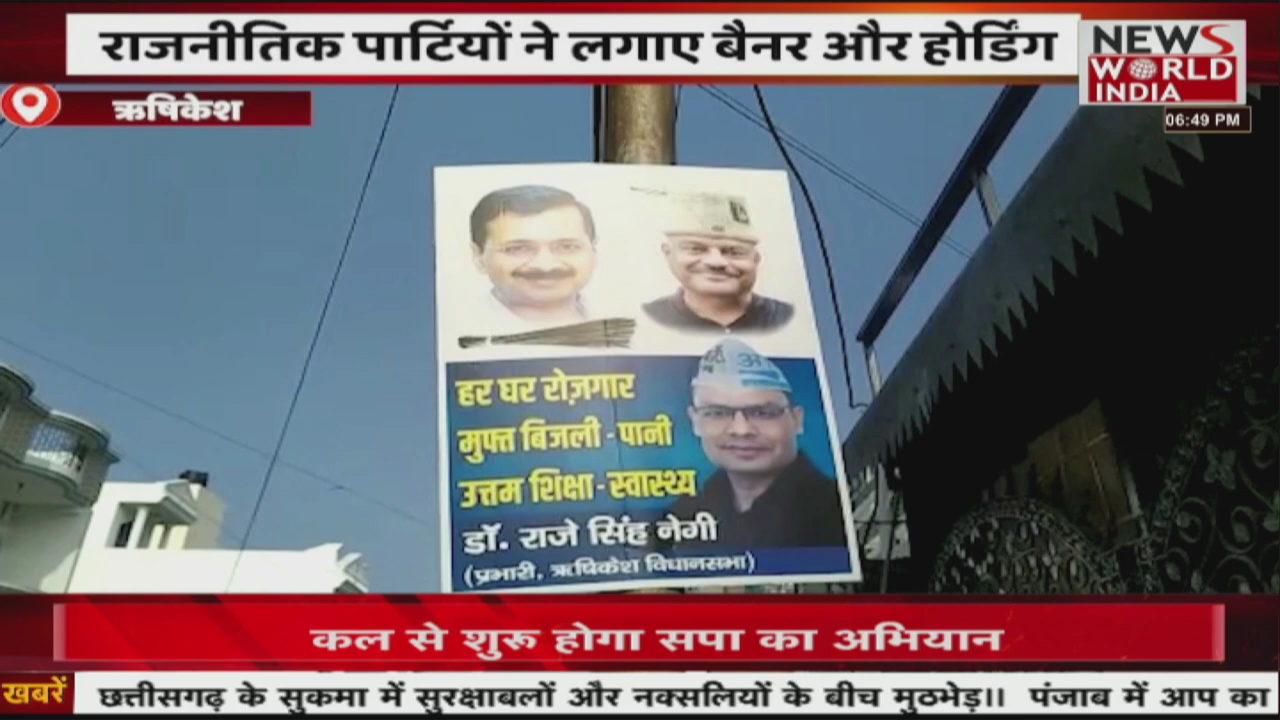 राजनीतिक पार्टियों ने लगाए बैनर और होर्डिंग
NEWS
WORLD
INDIA
06:49 PM
ऋषिकेश
हर घर रोज़गार
मुफ्त बिजली - पानी
उत्तम शिक्षा - स्वास्थ्य
डॉ. राजे सिंह नेगी
(प्रभारी, ऋषिकेश विधानसभा)
कल से शुरू होगा सपा का अभियान
खबरें
छत्तीसगढ़ के सुकमा में सुरक्षाबलों और नक्सलियों के बीच मुठभेड़।। पंजाब में आप का